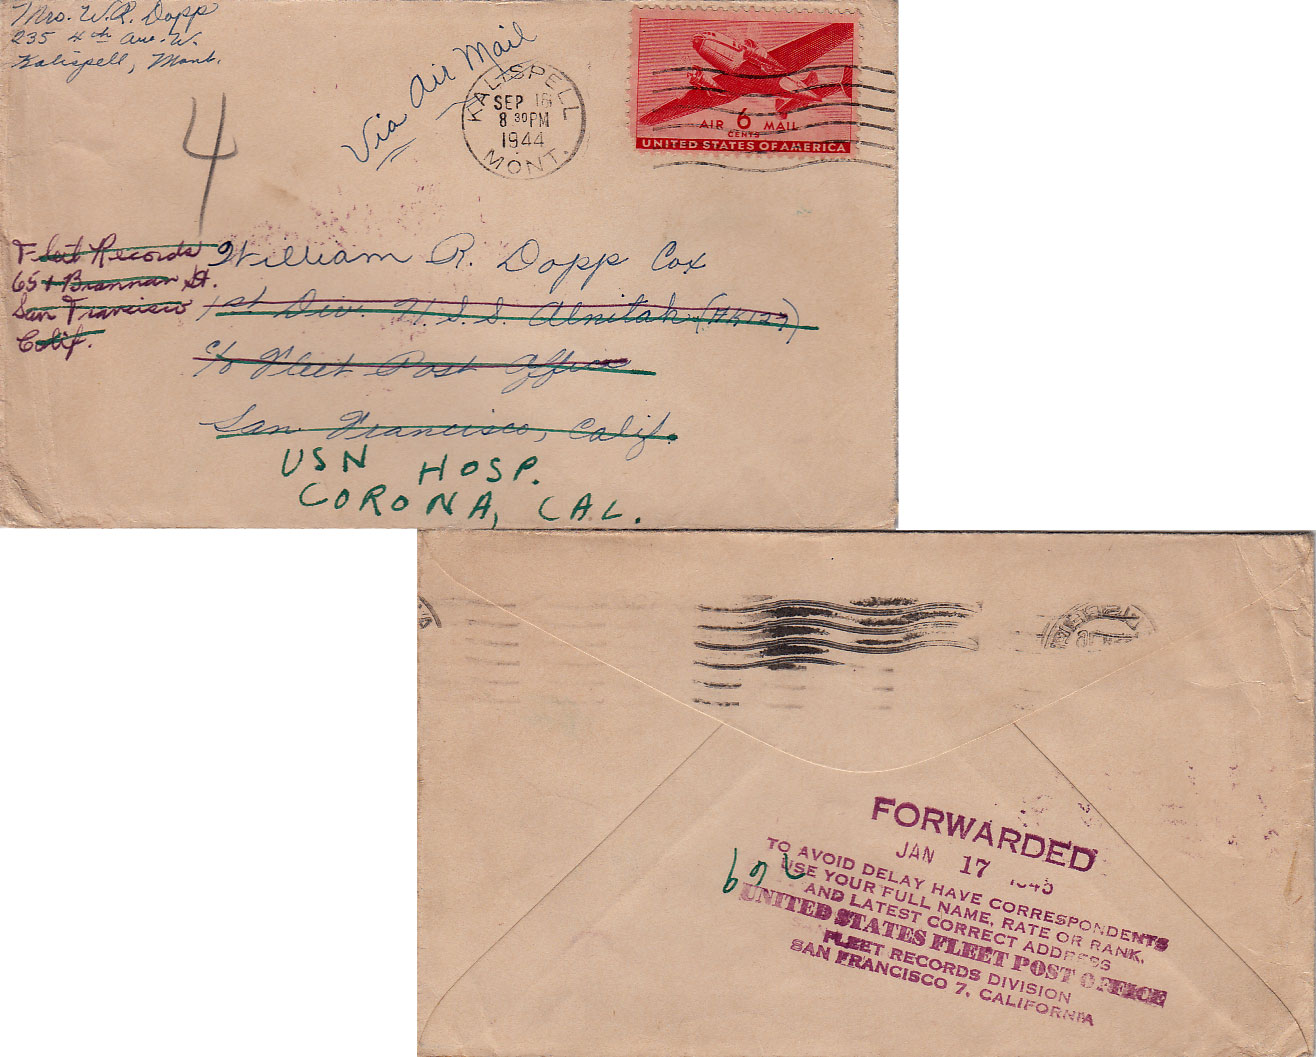 Mrs. W.R. Dopp
235 4th Ave. W.
Kalispell, Mont.
Via Air Mail
KALISPELL
SEP 16
8 30 PM
1944
MONT.
AIR 6 MAIL
CENTS
UNITED STATES OF AMERICA
4
Fleet Records
651 Brannan St.
San Francisco
Calif.
William R. Dopp Cox
1st Div. U.S.S. Alnitah (AK127)
c/o Fleet Post Office
San Francisco, Calif.
USN HOSP.
CORONA, CAL.
FORWARDED
JAN 17 1945
TO AVOID DELAY HAVE CORRESPONDENTS
USE YOUR FULL NAME, RATE OR RANK,
AND LATEST CORRECT ADDRESS
UNITED STATES FLEET POST OFFICE
FLEET RECORDS DIVISION
SAN FRANCISCO 7, CALIFORNIA